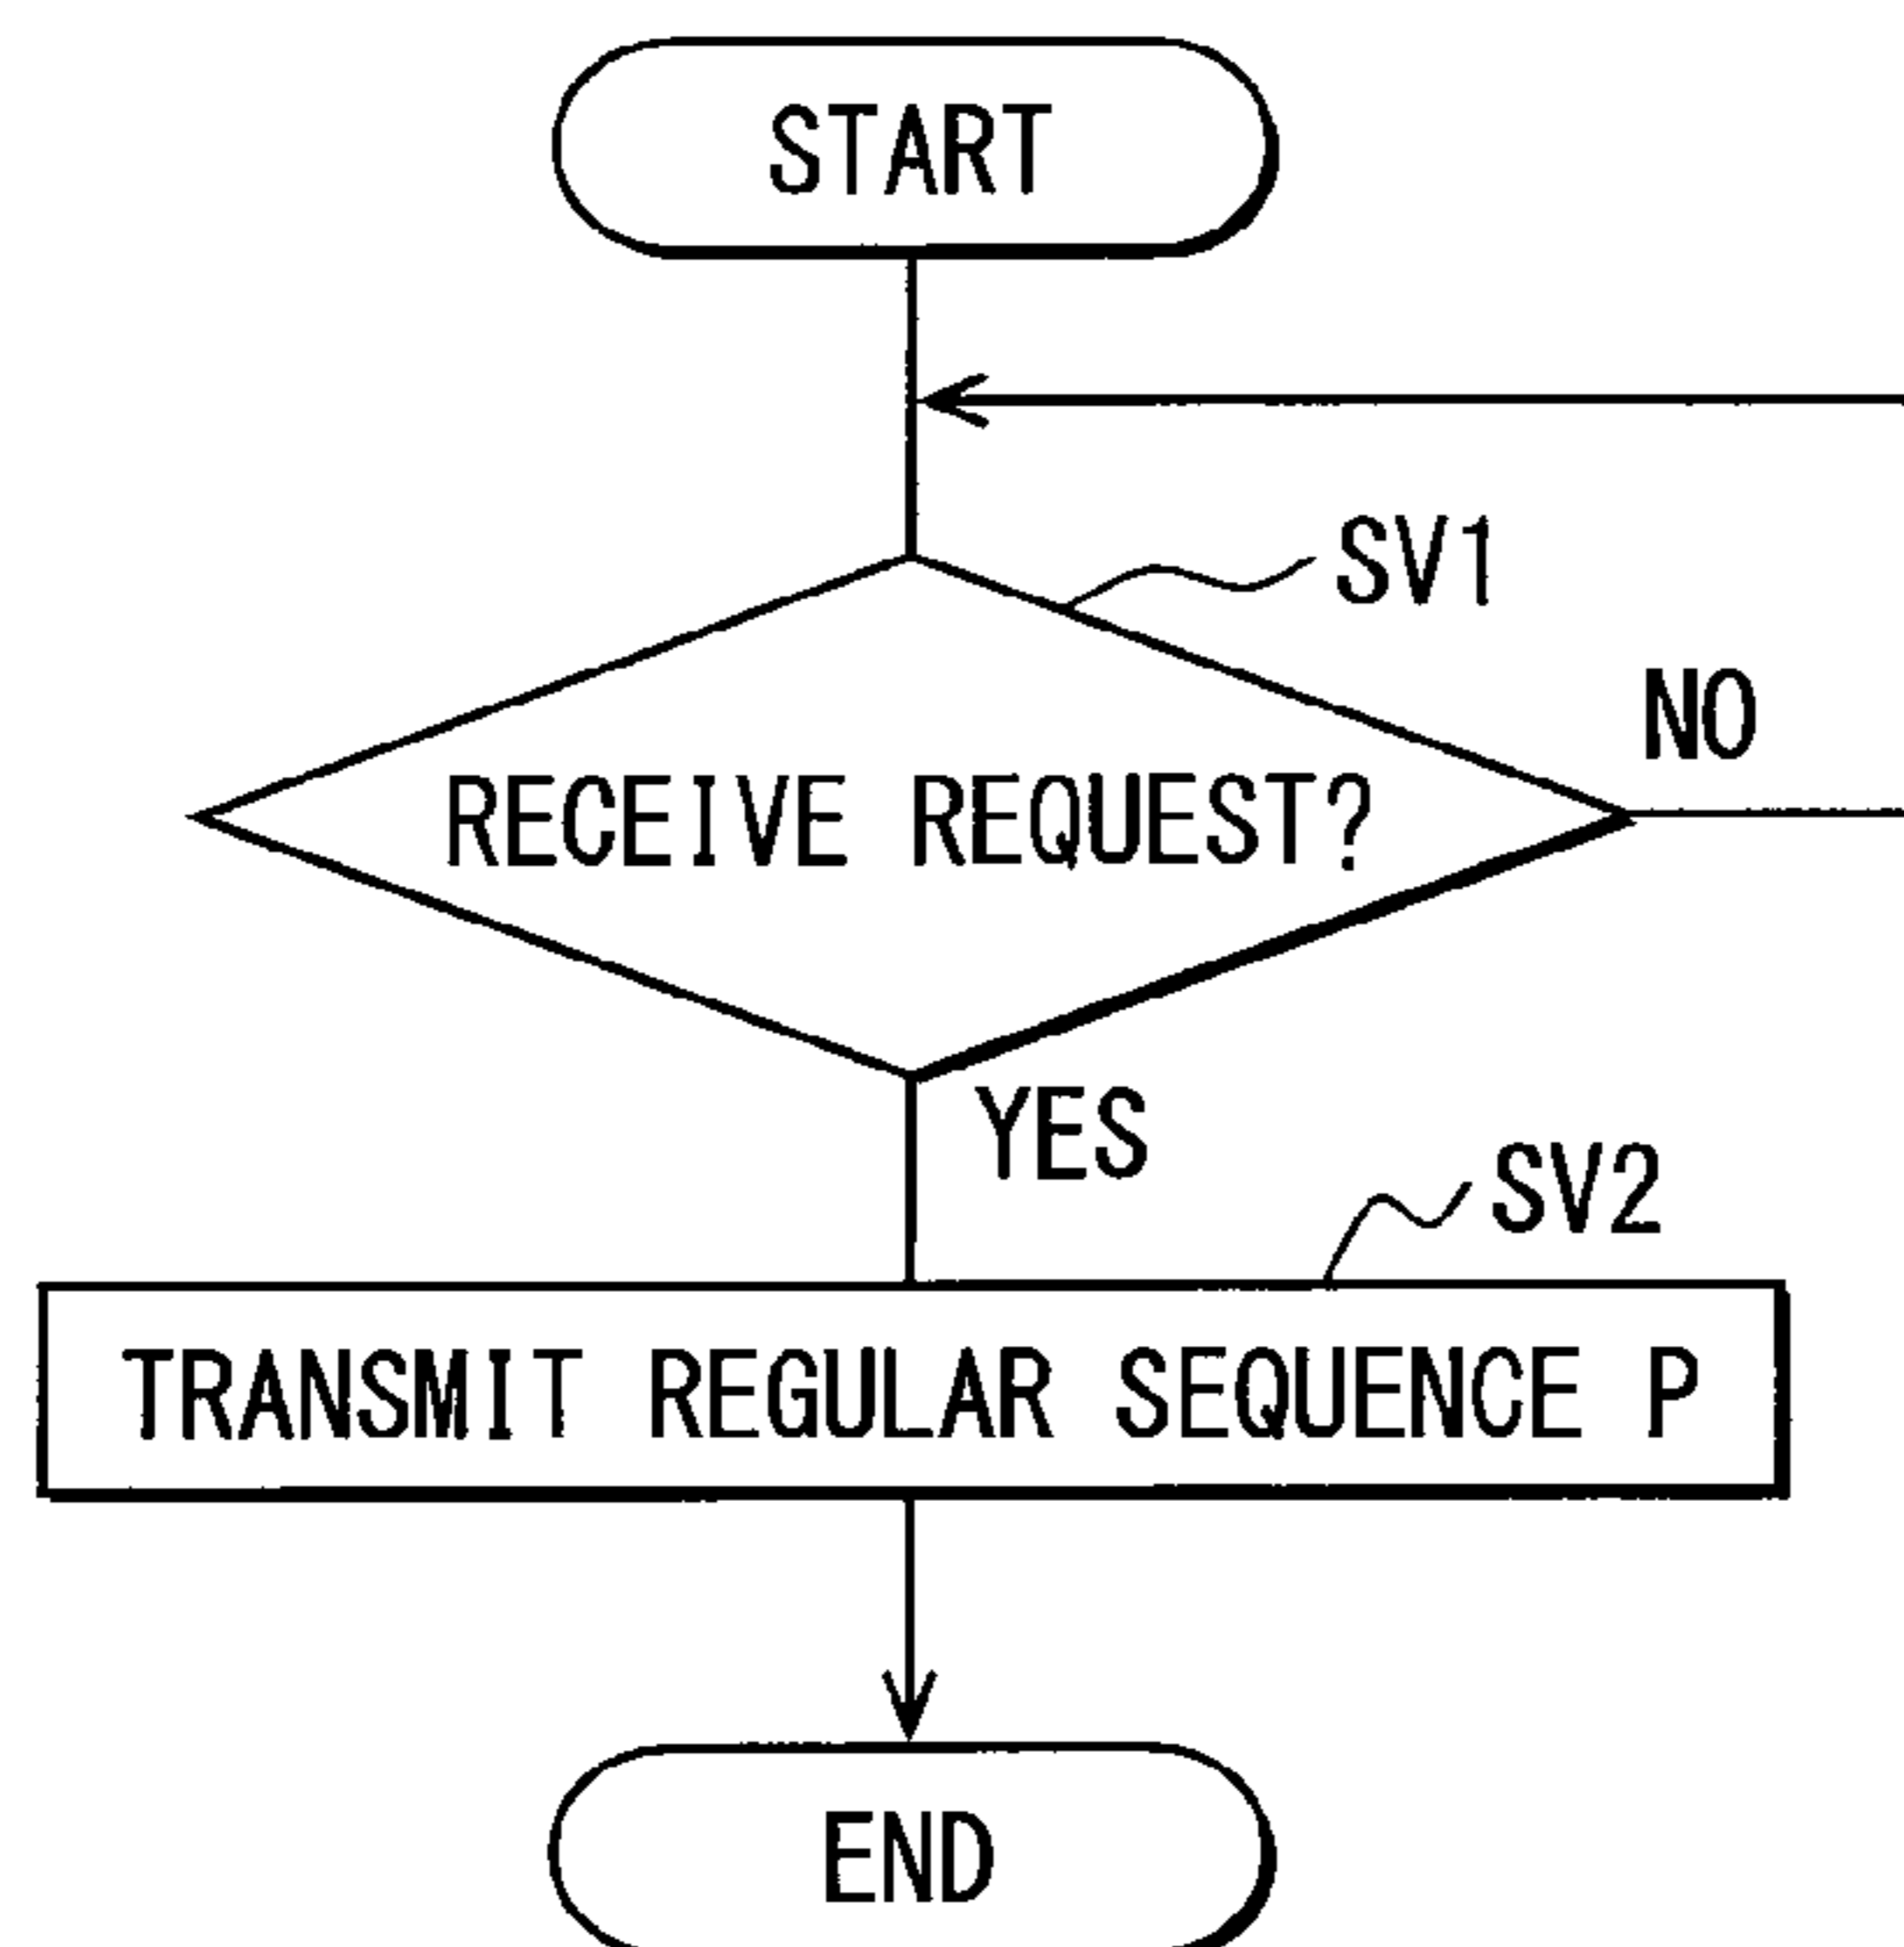 START
SV1
NO
RECEIVE REQUEST?
YES
SV2
TRANSMIT REGULAR SEQUENCE P
END